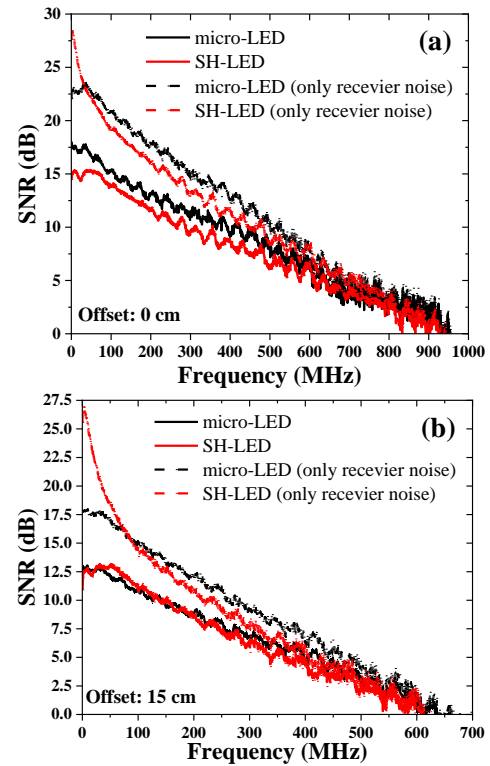 (a)
micro-LED
SH-LED
micro-LED (only recevier noise)
SH-LED (only recevier noise)
SNR (dB)
30
25
20
15
10
5
0
Offset: 0 cm
0 100 200 300 400 500 600 700 800 900 1000
Frequency (MHz)
(b)
micro-LED
SH-LED
micro-LED (only recevier noise)
SH-LED (only recevier noise)
SNR (dB)
27.5
25.0
22.5
20.0
17.5
15.0
12.5
10.0
7.5
5.0
2.5
0.0
Offset: 15 cm
0 100 200 300 400 500 600 700
Frequency (MHz)